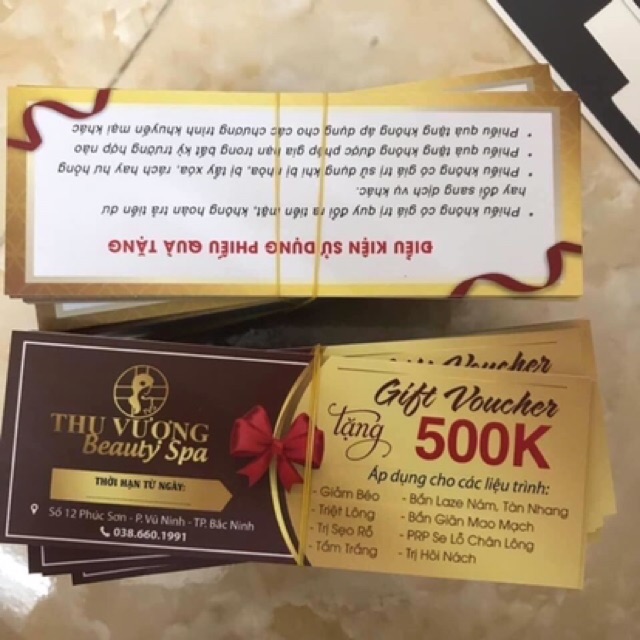 ĐIỀU KIỆN SỬ DỤNG PHIẾU QUÀ TẶNG
• Phiếu không có giá trị quy đổi ra tiền mặt, không hoàn trả tiền dư
hay đổi sang dịch vụ khác.
• Phiếu không có giá trị sử dụng khi bị nhòa, bị tẩy xóa, rách hay hư hỏng
• Phiếu quà tặng không được phép gia hạn trong bất kỳ trường hợp nào
• Phiếu quà tặng không áp dụng cho các chương trình khuyến mại khác
Voucher
THU VƯỢNG
Beauty Spa
THỜI HẠN TỪ NGÀY:
Số 12 Phúc Sơn - P. Vũ Ninh - TP. Bắc Ninh
038.660.1991
Gift Voucher
tặng 500K
Áp dụng cho các liệu trình:
- Giảm Béo
- Triệt Lông
- Trị Sẹo Rỗ
- Tắm Trắng
- Bắn Laze Nám, Tàn Nhang
- Bắn Giãn Mao Mạch
- PRP Se Lỗ Chân Lông
- Trị Hôi Nách